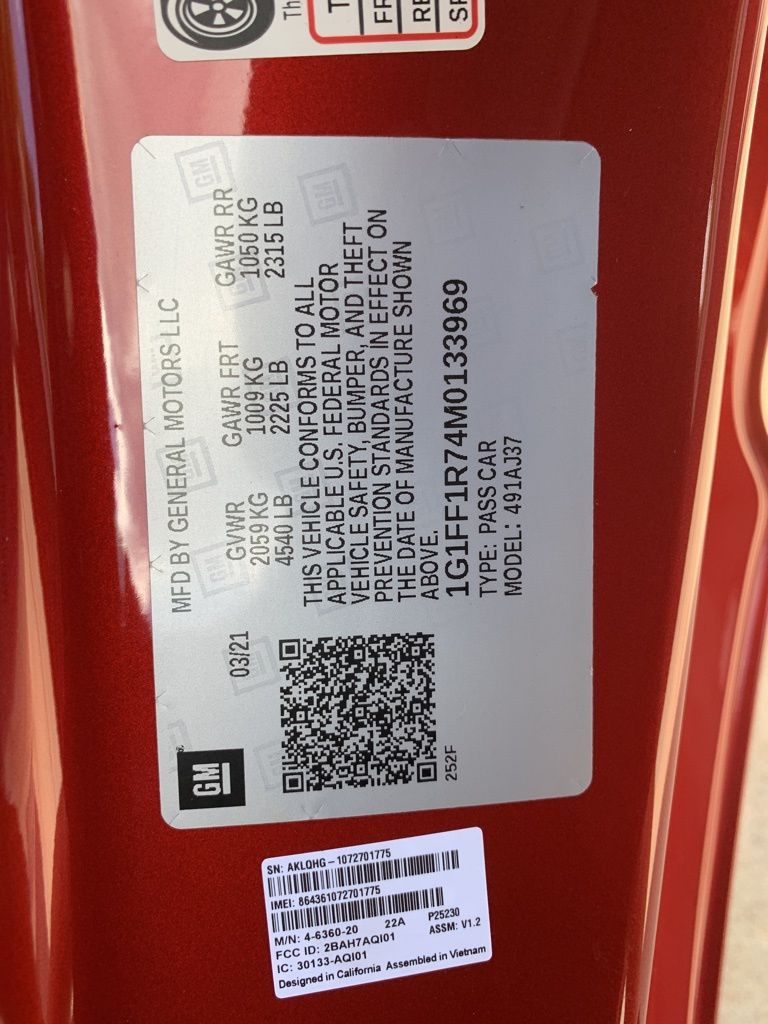 Th
T
FR
RE
SP
GM
MFD BY GENERAL MOTORS LLC
03/21
GVWR GAWR FRT GAWR RR
2059 KG 1009 KG 1050 KG
4540 LB 2225 LB 2315 LB
THIS VEHICLE CONFORMS TO ALL
APPLICABLE U.S. FEDERAL MOTOR
VEHICLE SAFETY, BUMPER, AND THEFT
PREVENTION STANDARDS IN EFFECT ON
THE DATE OF MANUFACTURE SHOWN
ABOVE.
1G1FF1R74M0133969
TYPE: PASS CAR
MODEL: 491AJ37
252F
SN: AKLQHG-1072701775
IMEI: 864361072701775
M/N: 4-6360-20 22A P25230
FCC ID: 2BAH7AQI01 ASSM: V1.2
IC: 30133-AQI01
Designed in California Assembled in Vietnam